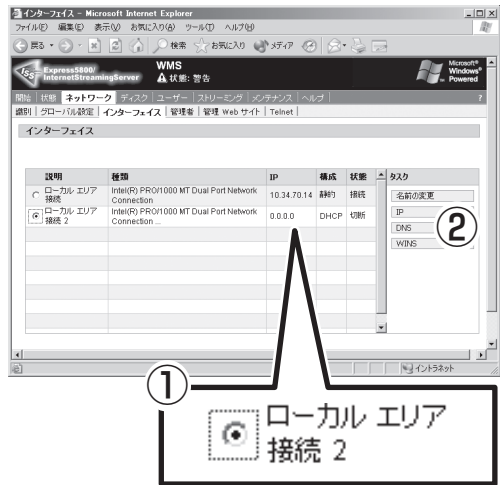 インターフェイス - Microsoft Internet Explorer
ファイル(F) 編集(E) 表示(V) お気に入り(A) ツール(T) ヘルプ(H)
戻る 検索 お気に入り メディア
Express5800/
InternetStreamingServer
ISS
WMS
状態: 警告
Microsoft®
Windows®
Powered
開始 状態 ネットワーク ディスク ユーザー ストリーミング メンテナンス ヘルプ ?
識別 グローバル設定 インターフェイス 管理者 管理 Web サイト Telnet
インターフェイス
説明 種類 IP 構成 状態 タスク
ローカル エリア
接続
Intel(R) PRO/1000 MT Dual Port Network
Connection
10.34.70.14 静的 接続
ローカル エリア
接続 2
Intel(R) PRO/1000 MT Dual Port Network
Connection ...
0.0.0.0 DHCP 切断
名前の変更
IP
DNS
WINS
②
イントラネット
①
ローカル エリア
接続 2